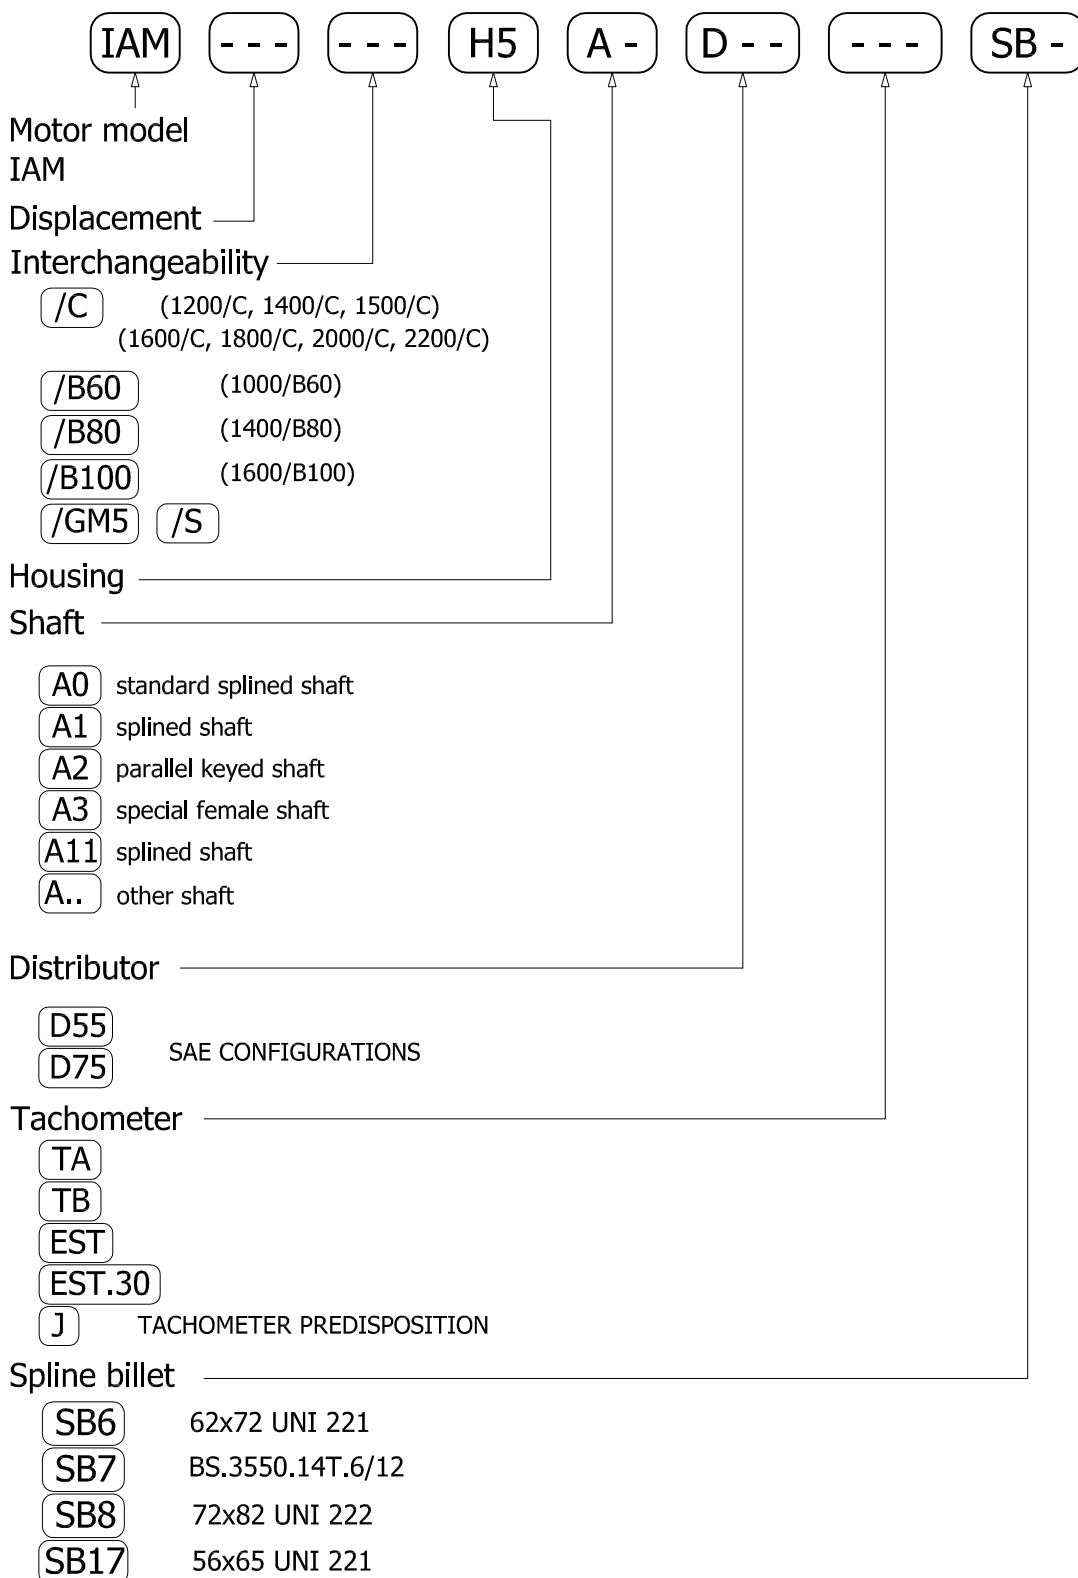 IAM - - - - - - H5 A - D - - - - - SB -
Motor model
IAM
Displacement
Interchangeability
/C (1200/C, 1400/C, 1500/C)
(1600/C, 1800/C, 2000/C, 2200/C)
/B60 (1000/B60)
/B80 (1400/B80)
/B100 (1600/B100)
/GM5 /S
Housing
Shaft
A0 standard splined shaft
A1 splined shaft
A2 parallel keyed shaft
A3 special female shaft
A11 splined shaft
A.. other shaft
Distributor
D55
SAE CONFIGURATIONS
D75
Tachometer
TA
TB
EST
EST.30
J TACHOMETER PREDISPOSITION
Spline billet
SB6 62x72 UNI 221
SB7 BS.3550.14T.6/12
SB8 72x82 UNI 222
SB17 56x65 UNI 221